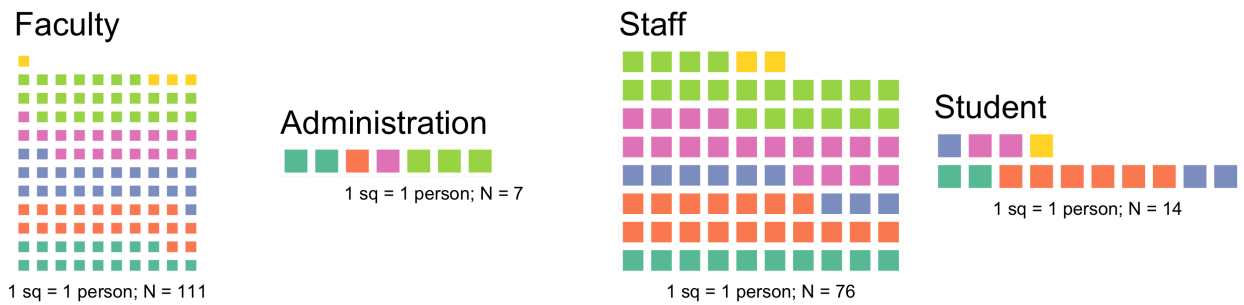 Faculty
1 sq = 1 person; N = 111
Administration
1 sq = 1 person; N = 7
Staff
1 sq = 1 person; N = 76
Student
1 sq = 1 person; N = 14